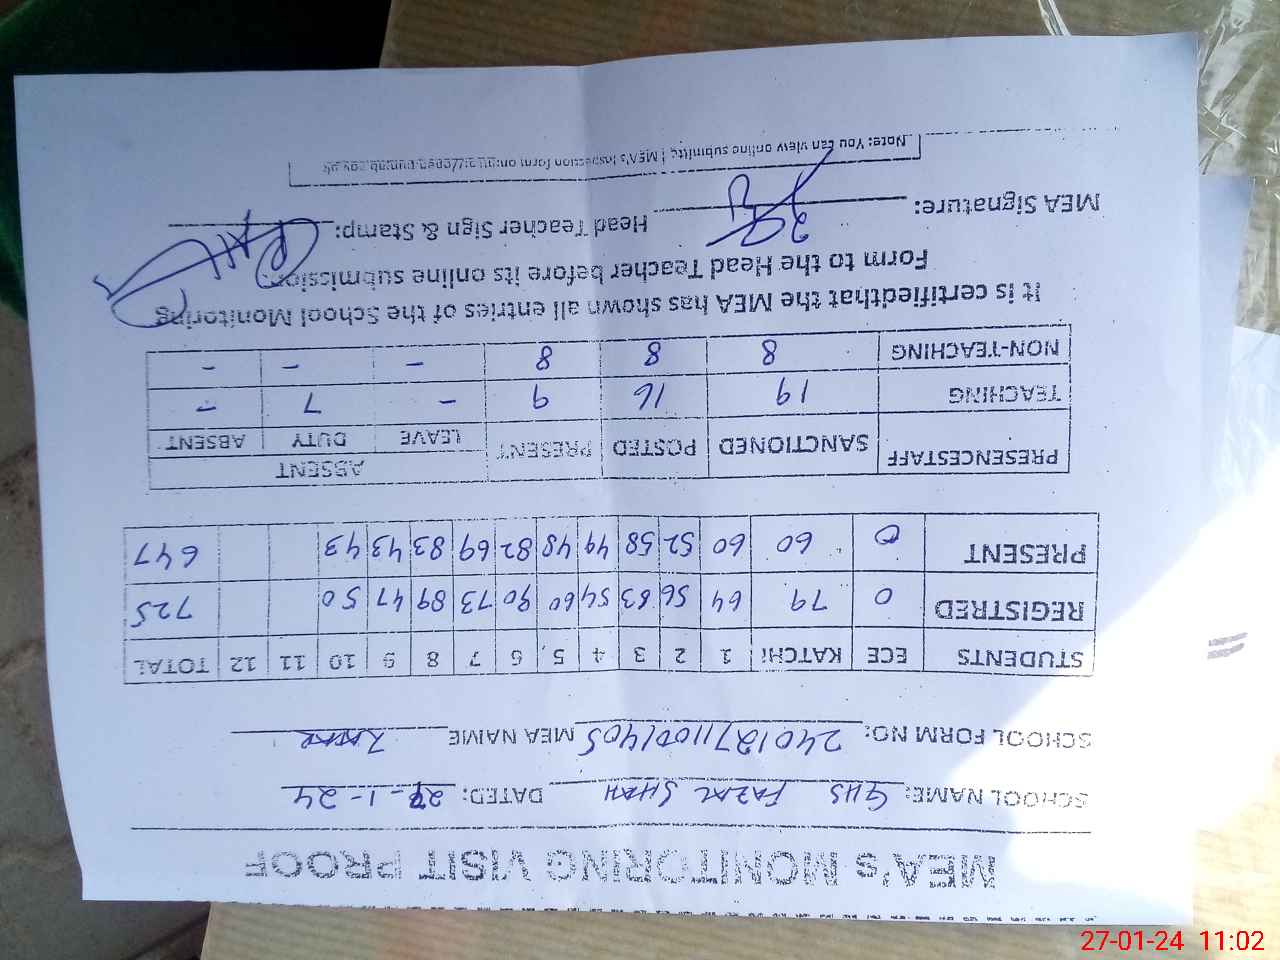 MEA's MONITORING VISIT PROOF
SCHOOL NAME: GHS FAZAL SHAH DATED: 27-1-24
SCHOOL FORM NO: 24012711001405 MEA NAME
STUDENTS ECE KATCHI 1 2 3 4 5 6 7 8 9 10 11 12 TOTAL
REGISTRED 0 79 64 56 63 54 60 90 73 89 47 50 725
PRESENT 0 60 60 52 58 49 48 82 69 83 43 43 647
PRESENCESTAFF SANCTIONED POSTED PRESENT ABSENT
LEAVE DUTY ABSENT
TEACHING 19 16 9 - 7 -
NON-TEACHING 8 8 8 - - -
It is certifiedthat the MEA has shown all entries of the School Monitoring
Form to the Head Teacher before its online submission.
MEA Signature: Head Teacher Sign & Stamp:
Note: You can view online submitted MEA's inspection form on:
27-01-24 11:02